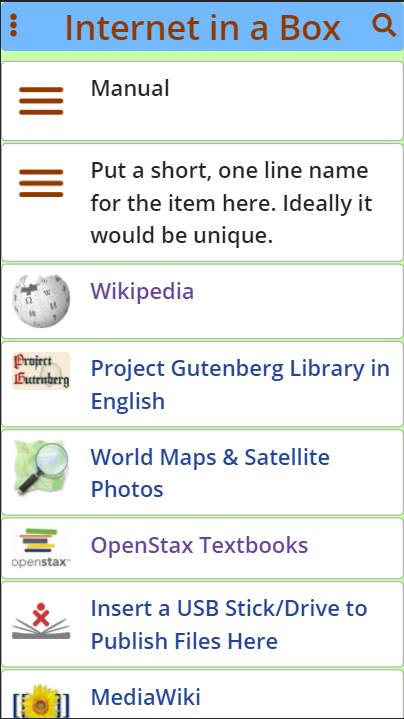 Internet in a Box
Manual
Put a short, one line name
for the item here. Ideally it
would be unique.
Wikipedia
Project
Gutenberg
Project Gutenberg Library in
English
World Maps & Satellite
Photos
openstax™
OpenStax Textbooks
Insert a USB Stick/Drive to
Publish Files Here
MediaWiki